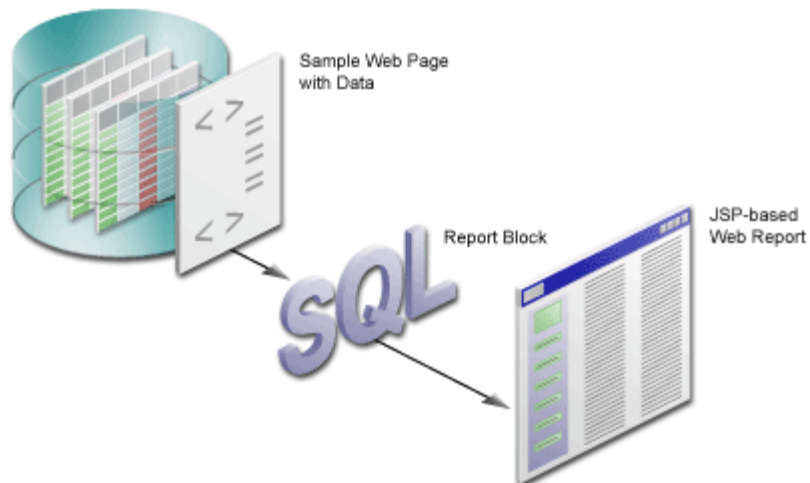 Sample Web Page
with Data
< >
< >
SQL
Report Block
JSP-based
Web Report